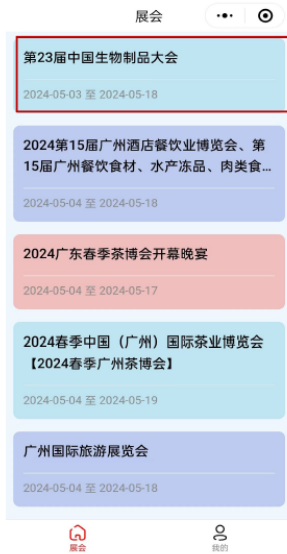 展会
第23届中国生物制品大会
2024-05-03 至 2024-05-18
2024第15届广州酒店餐饮业博览会、第
15届广州餐饮食材、水产冻品、肉类食...
2024-05-04 至 2024-05-18
2024广东春季茶博会开幕晚宴
2024-05-04 至 2024-05-17
2024春季中国（广州）国际茶业博览会
【2024春季广州茶博会】
2024-05-04 至 2024-05-19
广州国际旅游展览会
2024-05-04 至 2024-05-18
展会
我的